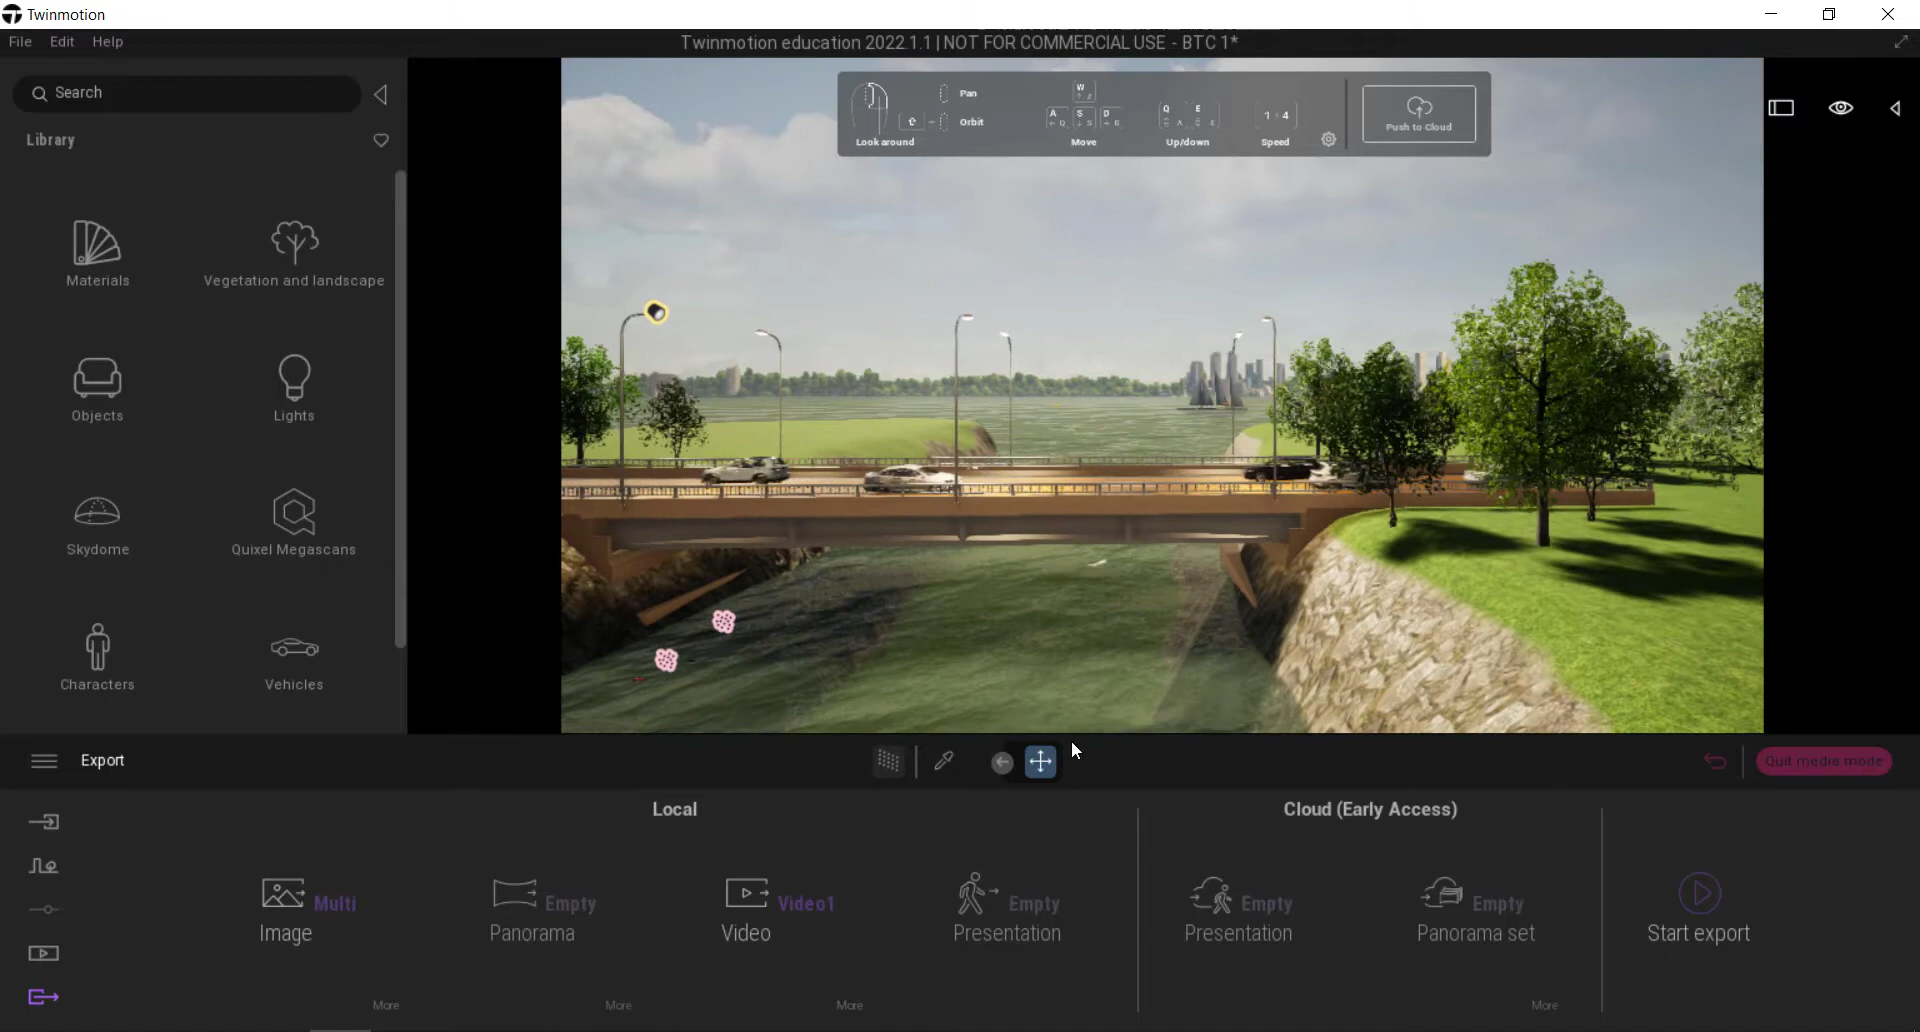 Twinmotion
File Edit Help
Twinmotion education 2022.1.1 | NOT FOR COMMERCIAL USE - BTC 1*
Search
Library
Materials
Vegetation and landscape
Objects
Lights
Skydome
Quixel Megascans
Characters
Vehicles
Pan
Orbit
Look around
W
A S D
Move
Q E
Up/down
1 4
Speed
Push to Cloud
Export
Quit media mode
Local
Cloud (Early Access)
Multi
Image
Empty
Panorama
Video1
Video
Empty
Presentation
Empty
Presentation
Empty
Panorama set
Start export
More
More
More
More